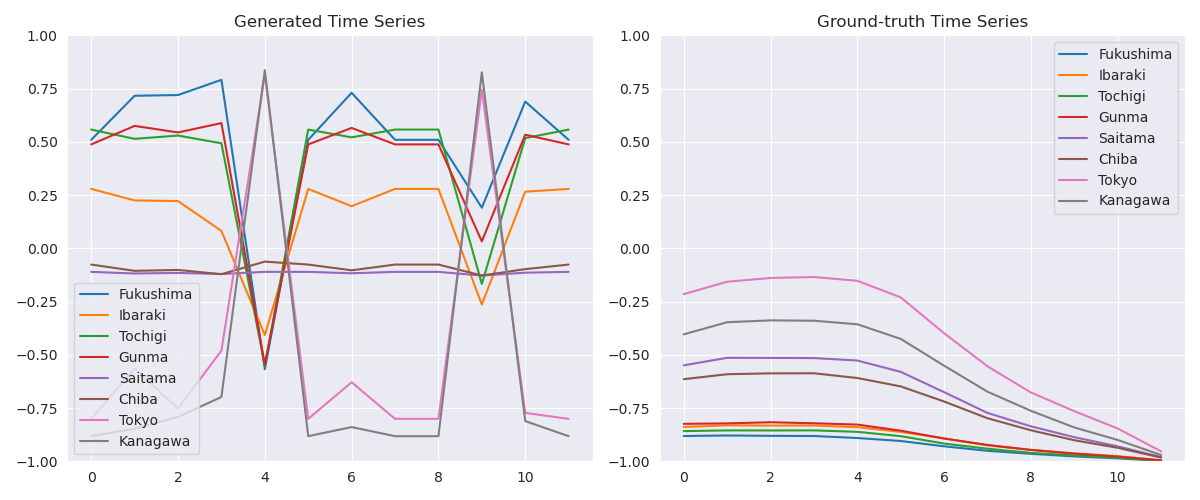 Generated Time Series
1.00
0.75
0.50
0.25
0.00
−0.25
−0.50
−0.75
−1.00
0 2 4 6 8 10
Fukushima
Ibaraki
Tochigi
Gunma
Saitama
Chiba
Tokyo
Kanagawa
Ground-truth Time Series
1.00
0.75
0.50
0.25
0.00
−0.25
−0.50
−0.75
−1.00
0 2 4 6 8 10
Fukushima
Ibaraki
Tochigi
Gunma
Saitama
Chiba
Tokyo
Kanagawa